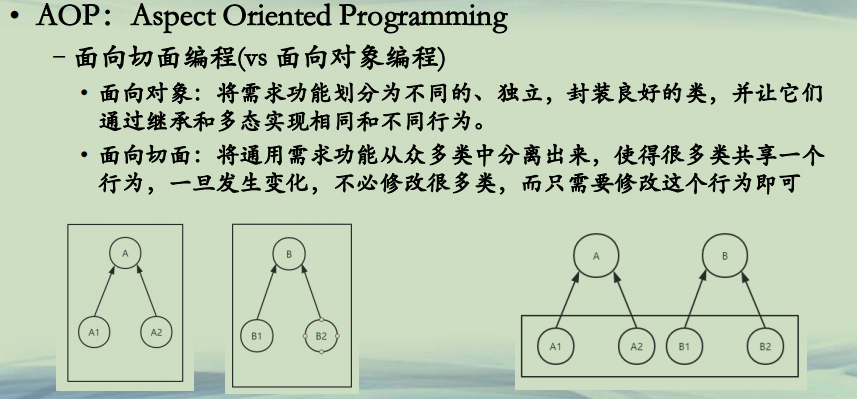 • AOP：Aspect Oriented Programming
– 面向切面编程(vs 面向对象编程)
• 面向对象：将需求功能划分为不同的、独立，封装良好的类，并让它们
通过继承和多态实现相同和不同行为。
• 面向切面：将通用需求功能从众多类中分离出来，使得很多类共享一个
行为，一旦发生变化，不必修改很多类，而只需要修改这个行为即可
A B A B
A1 A2 B1 B2 A1 A2 B1 B2